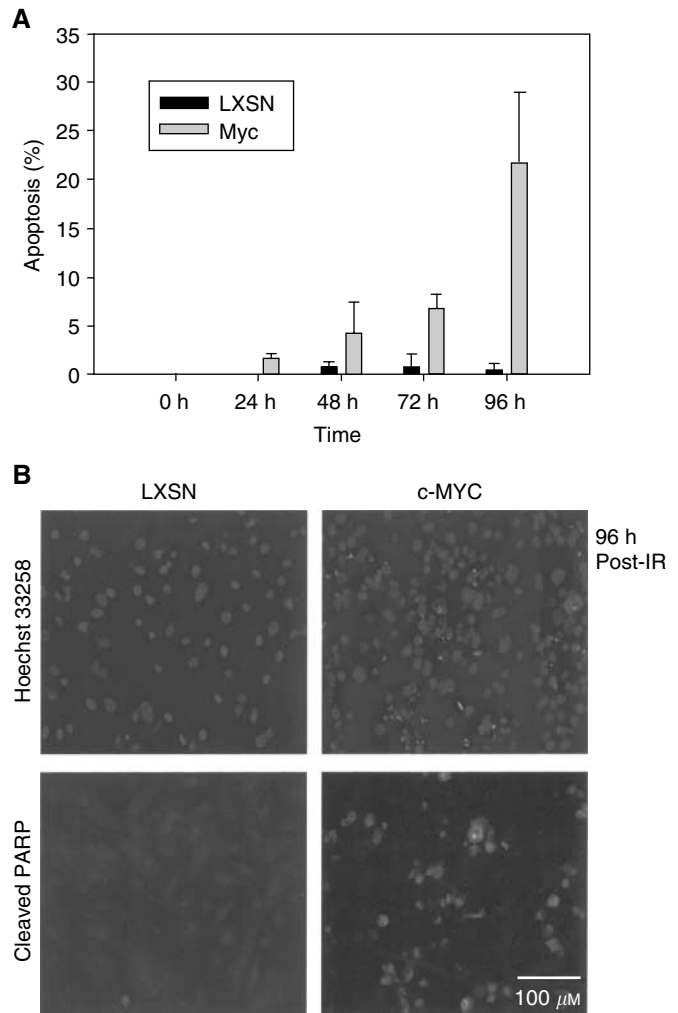 A
35
30
25
20
15
10
5
0
Apoptosis (%)
LXSN
Myc
0 h 24 h 48 h 72 h 96 h
Time
B
LXSN c-MYC
Hoechst 33258
96 h
Post-IR
Cleaved PARP
100 μM